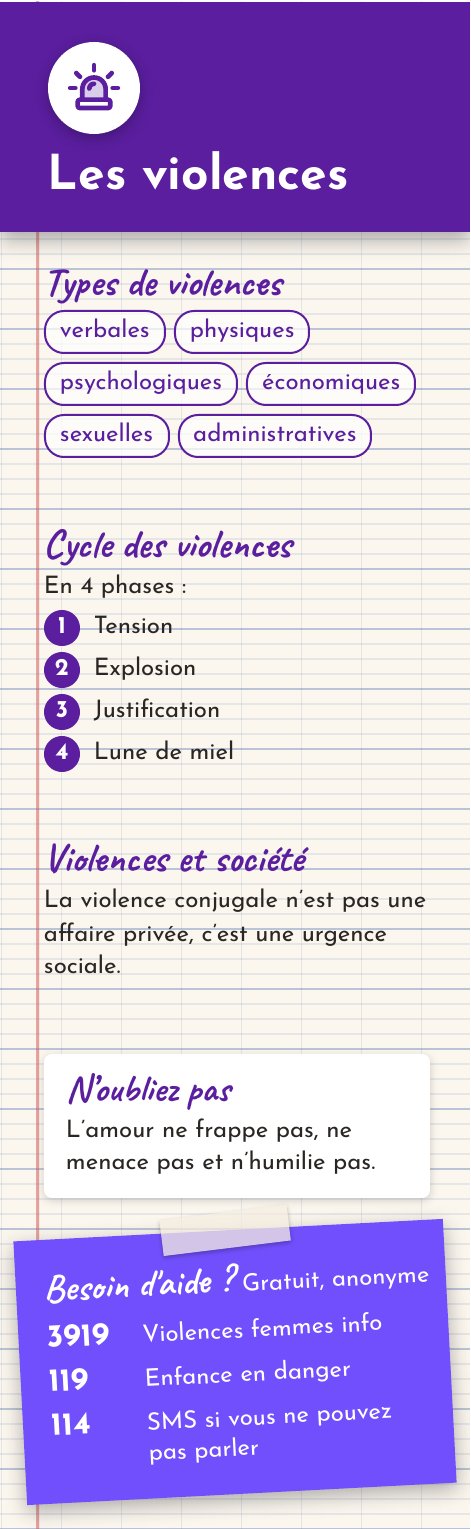 Les violences
Types de violences
verbales physiques
psychologiques économiques
sexuelles administratives
Cycle des violences
En 4 phases :
1 Tension
2 Explosion
3 Justification
4 Lune de miel
Violences et société
La violence conjugale n’est pas une
affaire privée, c’est une urgence
sociale.
N’oubliez pas
L’amour ne frappe pas, ne
menace pas et n’humilie pas.
Besoin d’aide ? Gratuit, anonyme
3919 Violences femmes info
119 Enfance en danger
114 SMS si vous ne pouvez
pas parler